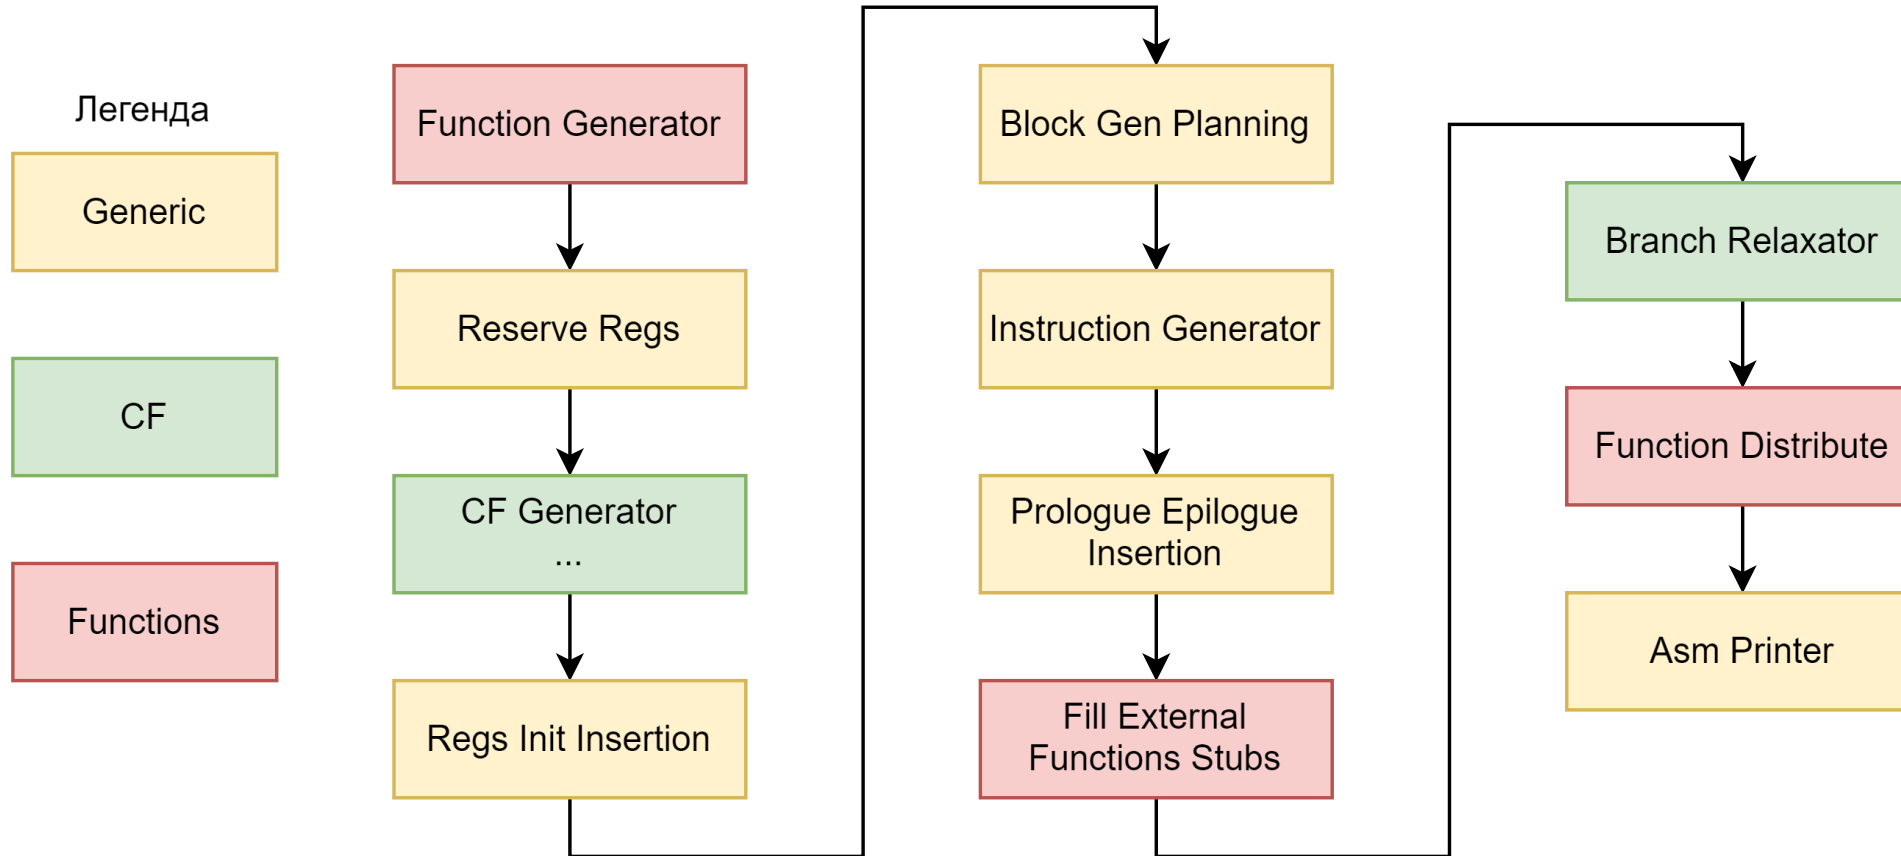 Легенда
Generic
CF
Functions
Function Generator
Reserve Regs
CF Generator
...
Regs Init Insertion
Block Gen Planning
Instruction Generator
Prologue Epilogue
Insertion
Fill External
Functions Stubs
Branch Relaxator
Function Distribute
Asm Printer